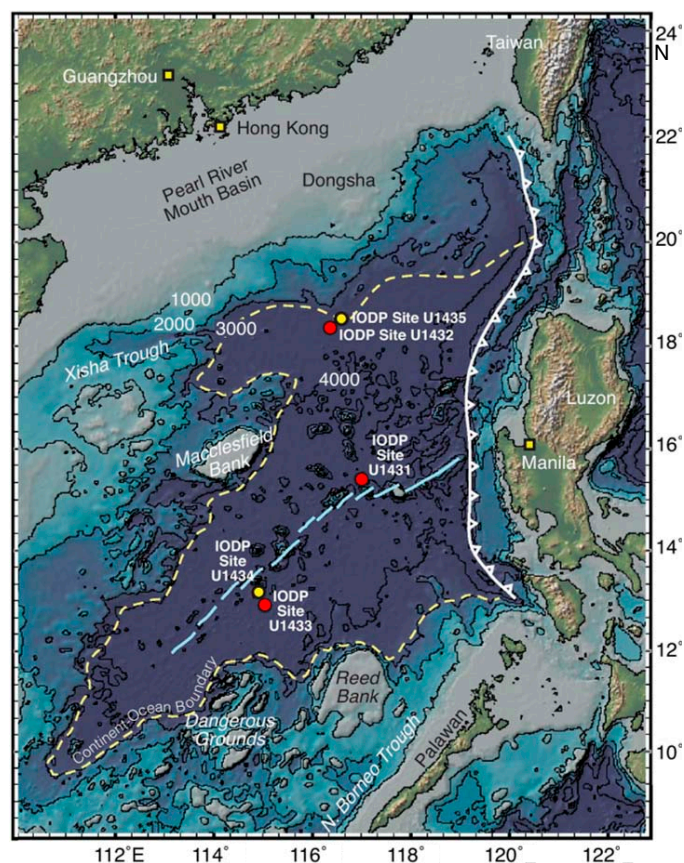 24°
N
Taiwan
Guangzhou
Hong Kong
22°
Pearl River
Mouth Basin
Dongsha
20°
1000
2000
3000
IODP Site U1435
IODP Site U1432
18°
Xisha Trough
4000
Luzon
Macclesfield
Bank
IODP
Site
U1431
16°
Manila
14°
IODP
Site
U1434
IODP
Site
U1433
12°
Continent-Ocean Boundary
Reed
Bank
Dangerous
Grounds
N- Borneo Trough
Palawan
10°
112°E
114°
116°
118°
120°
122°